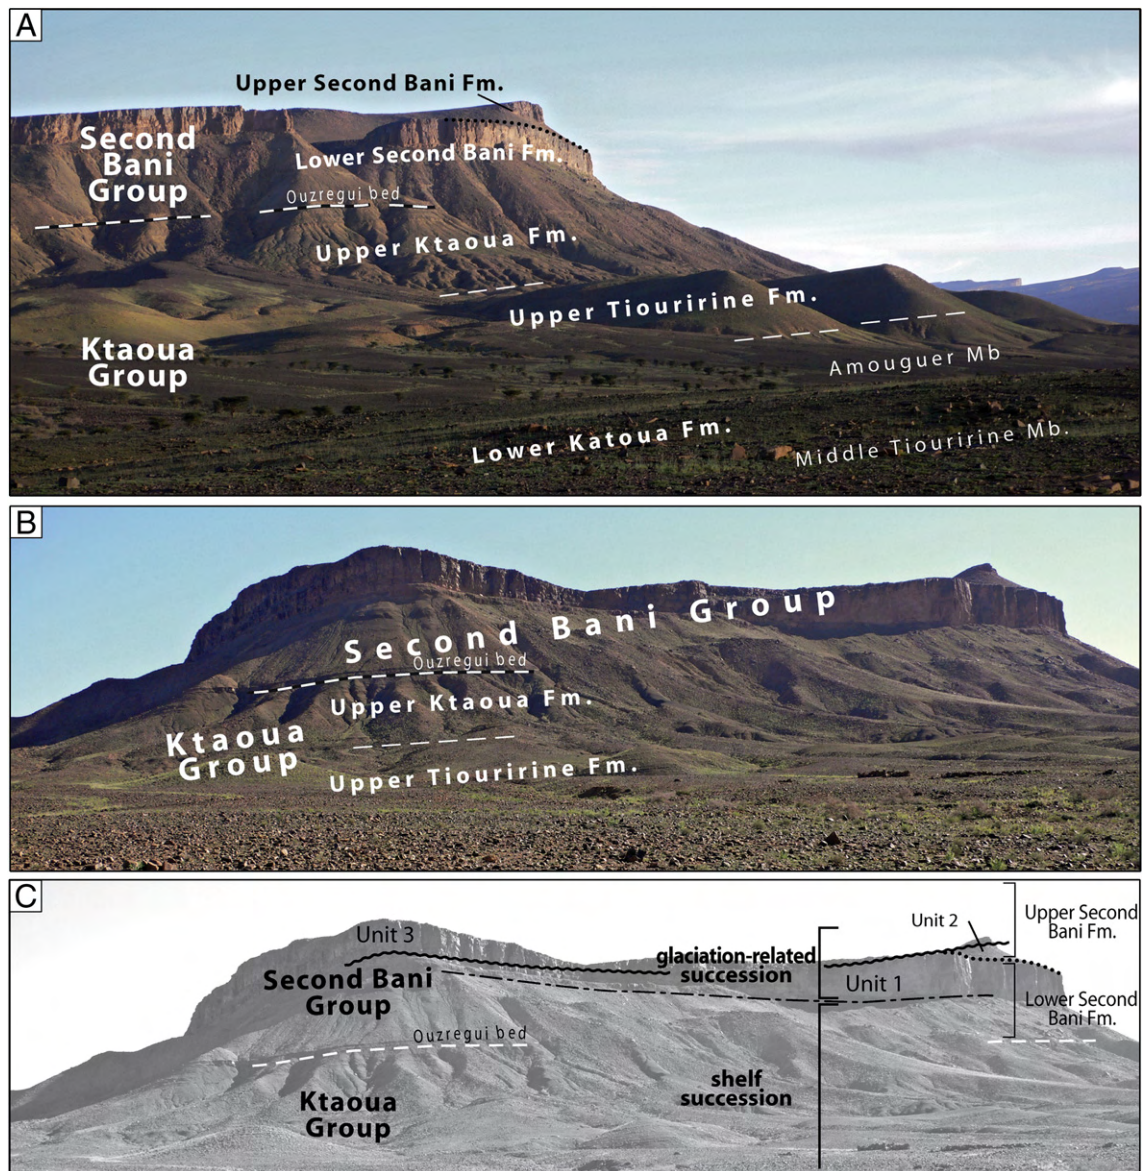 A
Upper Second Bani Fm.
Second
Bani
Group
Lower Second Bani Fm.
Ouzregui bed
Upper Ktaoua Fm.
Upper Tiouririne Fm.
Ktaoua
Group
Amouguer Mb
Lower Katoua Fm.
Middle Tiouririne Mb.
B
Second Bani Group
Ouzregui bed
Upper Ktaoua Fm.
Ktaoua
Group
Upper Tiouririne Fm.
C
Unit 3
Unit 2
Upper Second
Bani Fm.
glaciation-related
succession
Second Bani
Group
Unit 1
Lower Second
Bani Fm.
Ouzregui bed
shelf
succession
Ktaoua
Group